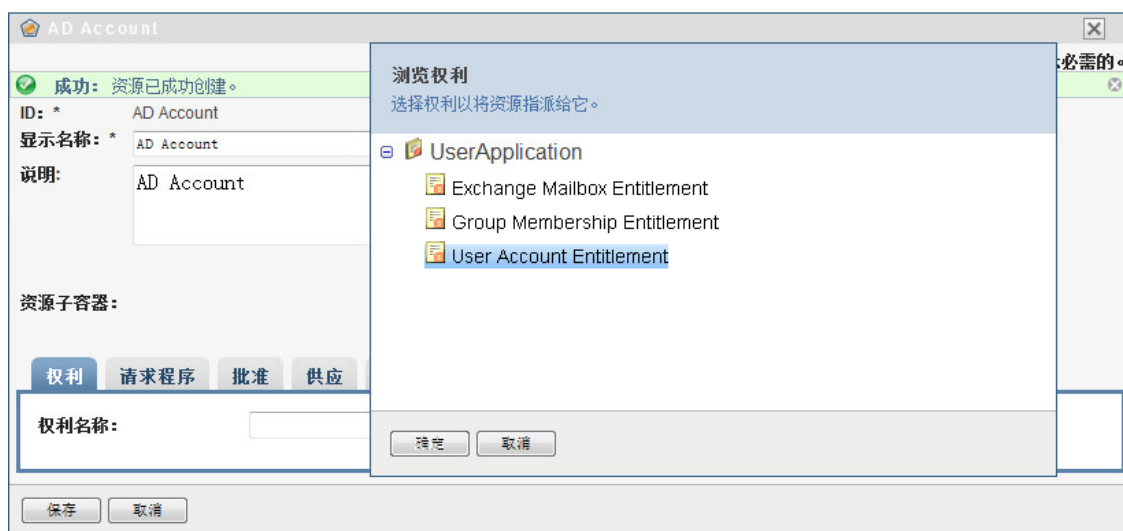 AD Account
必需的。
成功: 资源已成功创建。
ID: * AD Account
显示名称: * AD Account
说明: AD Account
资源子容器:
权利 请求程序 批准 供应
权利名称:
保存 取消
浏览权利
选择权利以将资源指派给它。
UserApplication
Exchange Mailbox Entitlement
Group Membership Entitlement
User Account Entitlement
确定 取消